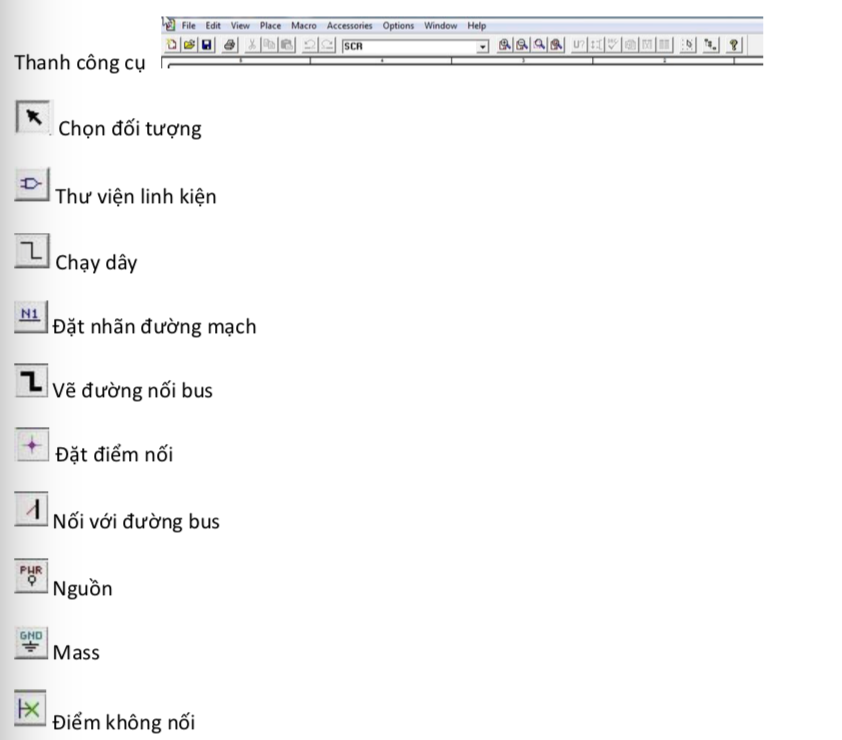 File Edit View Place Macro Accessories Options Window Help
SCR
U?
Thanh công cụ
Chọn đối tượng
Thư viện linh kiện
Chạy dây
N1
Đặt nhãn đường mạch
Vẽ đường nối bus
Đặt điểm nối
Nối với đường bus
PWR
Nguồn
GND
Mass
Điểm không nối